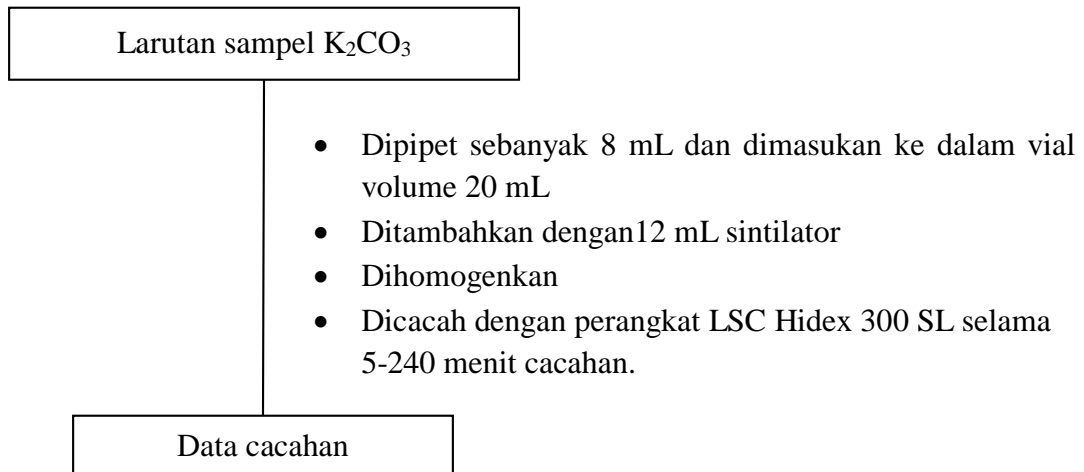 Larutan sampel K₂CO₃
• Dipipet sebanyak 8 mL dan dimasukan ke dalam vial
volume 20 mL
• Ditambahkan dengan12 mL sintilator
• Dihomogenkan
• Dicacah dengan perangkat LSC Hidex 300 SL selama
5-240 menit cacahan.
Data cacahan